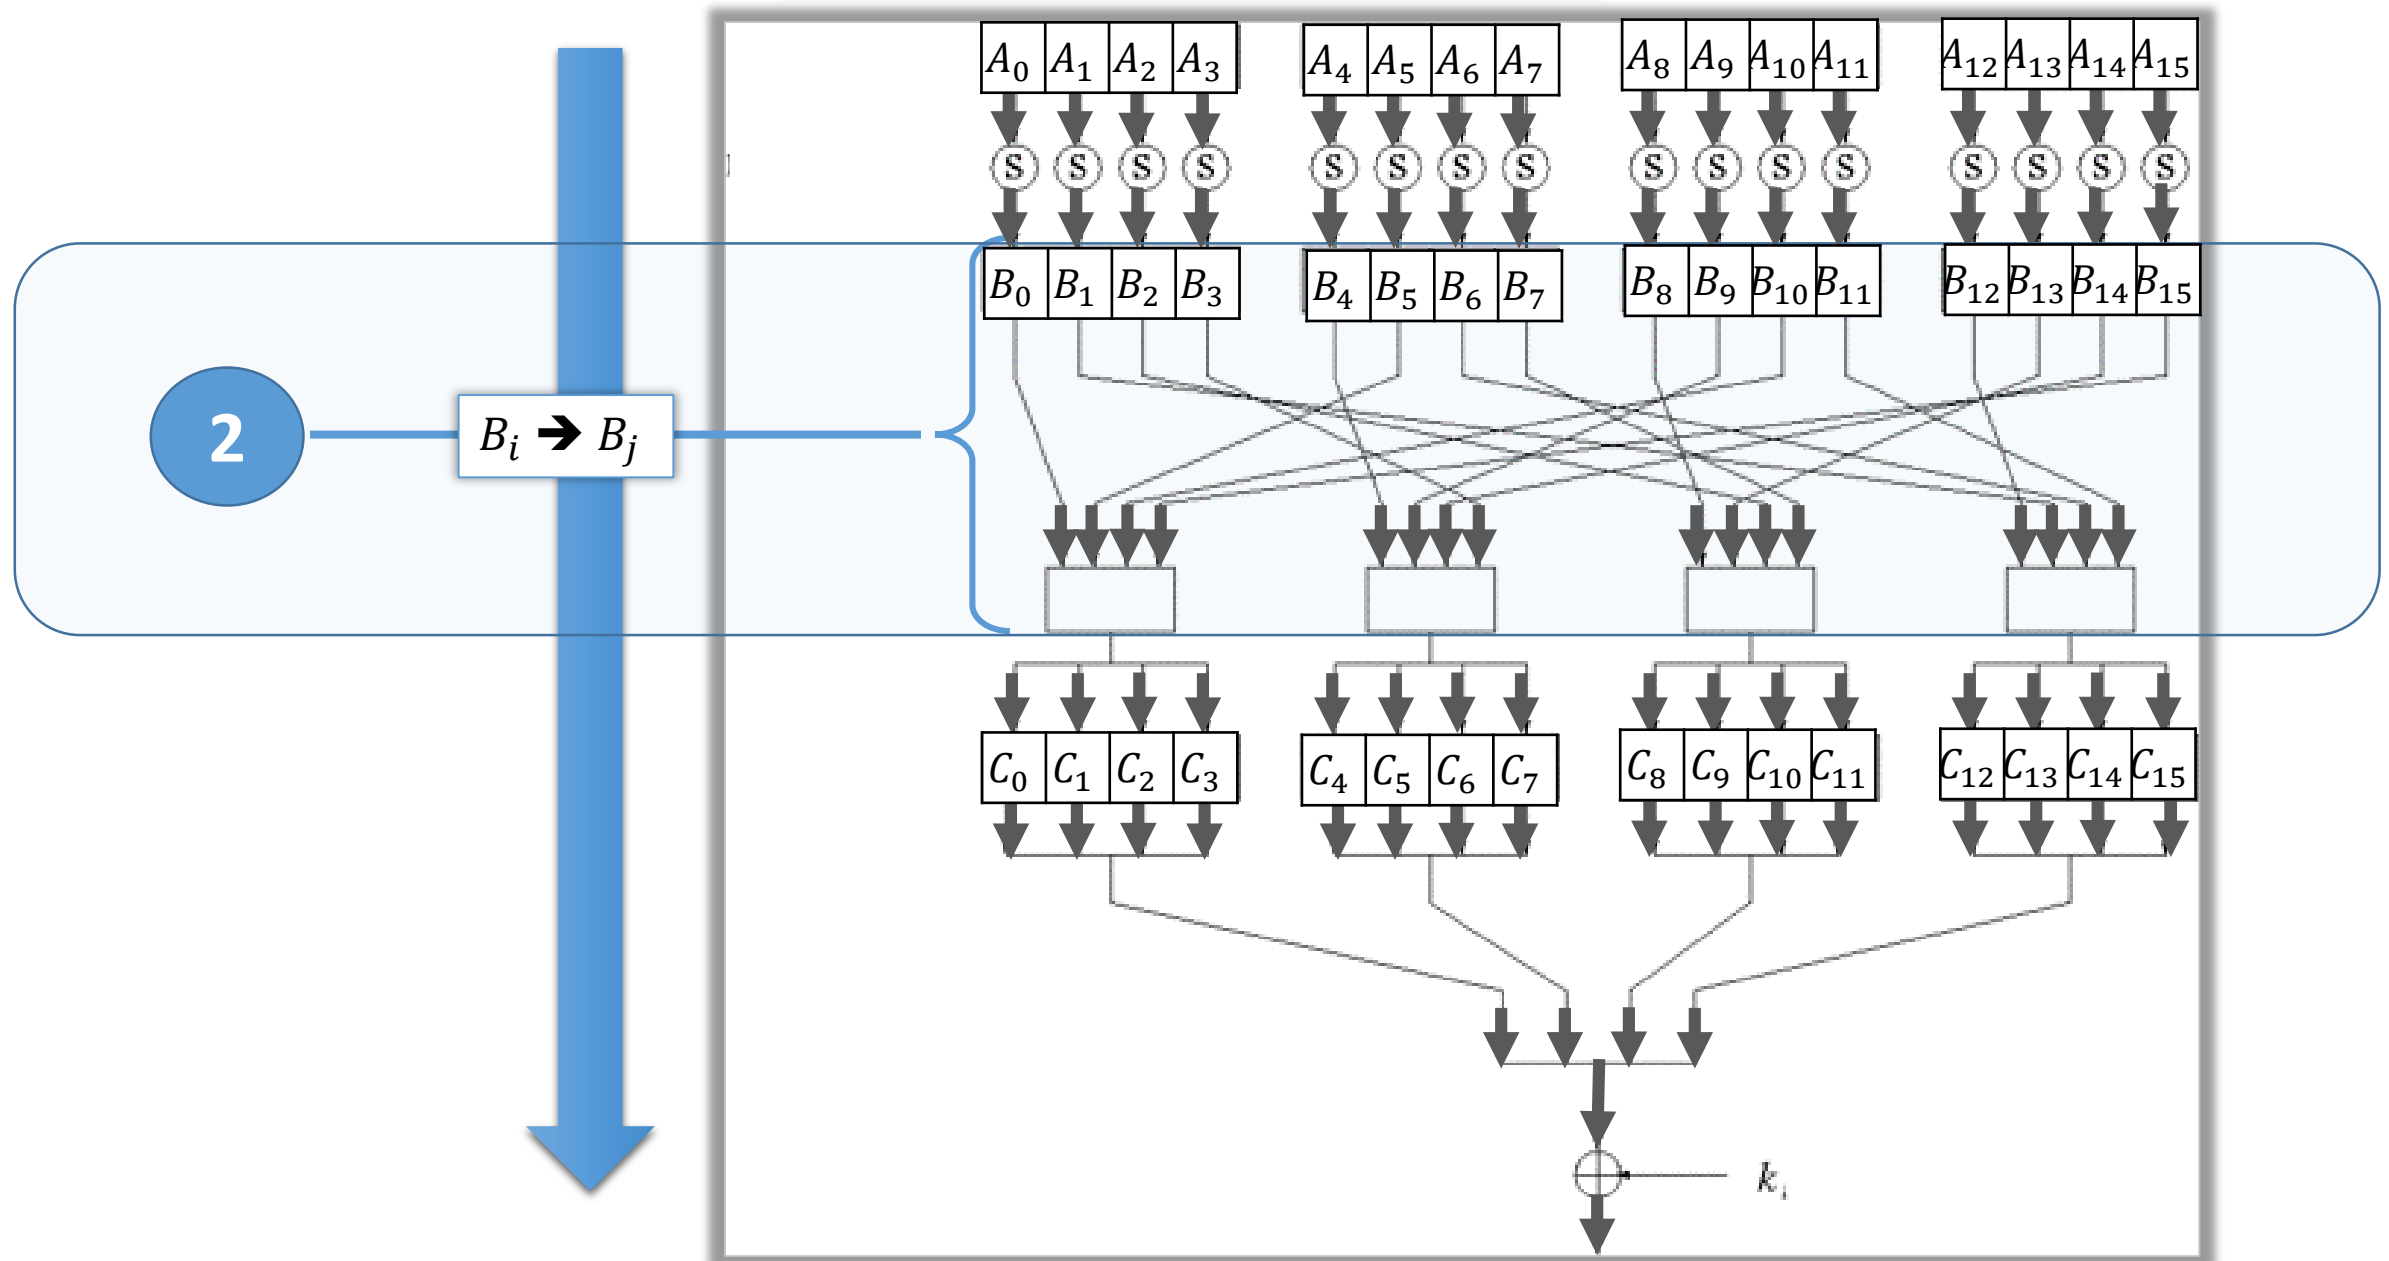 A₀ A₁ A₂ A₃ A₄ A₅ A₆ A₇ A₈ A₉ A₁₀ A₁₁ A₁₂ A₁₃ A₁₄ A₁₅
S S S S S S S S S S S S S S S S
B₀ B₁ B₂ B₃ B₄ B₅ B₆ B₇ B₈ B₉ B₁₀ B₁₁ B₁₂ B₁₃ B₁₄ B₁₅
2 Bᵢ ➔ Bⱼ
C₀ C₁ C₂ C₃ C₄ C₅ C₆ C₇ C₈ C₉ C₁₀ C₁₁ C₁₂ C₁₃ C₁₄ C₁₅
kᵢ